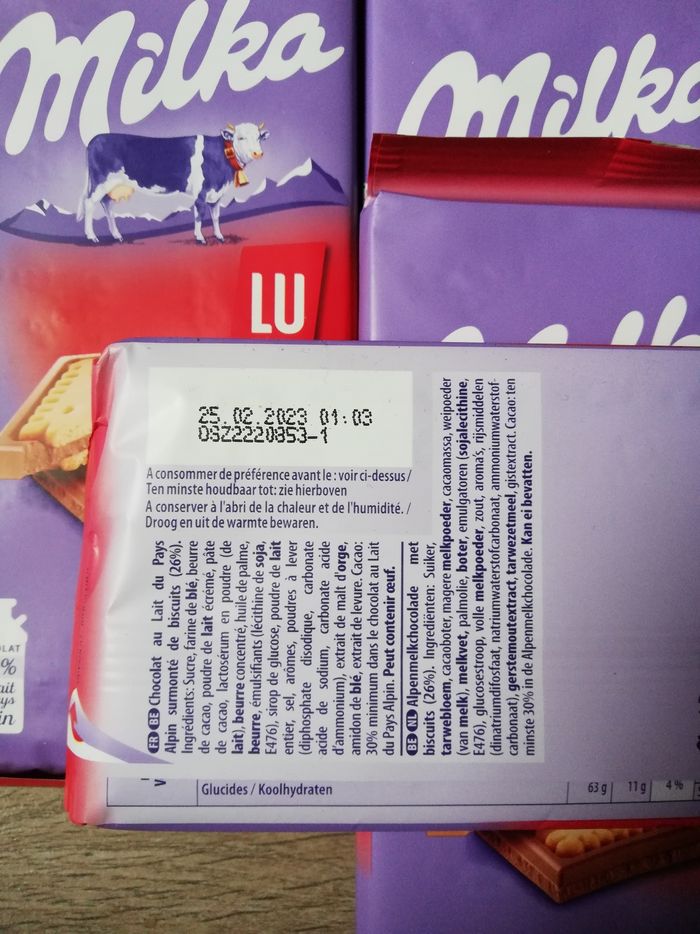 Milka
Milka
LU
25.02.2023 01:03
OSZ2220853-1
A consommer de préférence avant le : voir ci-dessus /
Ten minste houdbaar tot: zie hierboven
A conserver à l'abri de la chaleur et de l'humidité. /
Droog en uit de warmte bewaren.
FR BE Chocolat au Lait du Pays
Alpin surmonté de biscuits (26%).
Ingrédients: Sucre, farine de blé, beurre
de cacao, poudre de lait écrémé, pâte
de cacao, lactosérum en poudre (de
lait), beurre concentré, huile de palme,
beurre, émulsifiants (lécithine de soja,
E476), sirop de glucose, poudre de lait
entier, sel, arômes, poudres à lever
(diphosphate disodique, carbonate
acide de sodium, carbonate acide
d'ammonium), extrait de malt d'orge,
amidon de blé, extrait de levure. Cacao:
30% minimum dans le chocolat au Lait
du Pays Alpin. Peut contenir œuf.
BE NL Alpenmelkchocolade met
biscuits (26%). Ingrediënten: Suiker,
tarwebloem, cacaoboter, magere melkpoeder, cacaomassa, weipoeder
(van melk), melkvet, palmolie, boter, emulgatoren (sojalecithine,
E476), glucosestroop, volle melkpoeder, zout, aroma's, rijsmiddelen
(dinatriumdifosfaat, natriumwaterstofcarbonaat, ammoniumwaterstof-
carbonaat), gerstemoutextract, tarwezetmeel, gistextract. Cacao: ten
minste 30% in de Alpenmelkchocolade. Kan ei bevatten.
Glucides / Koolhydraten 63 g 11 g 4 %